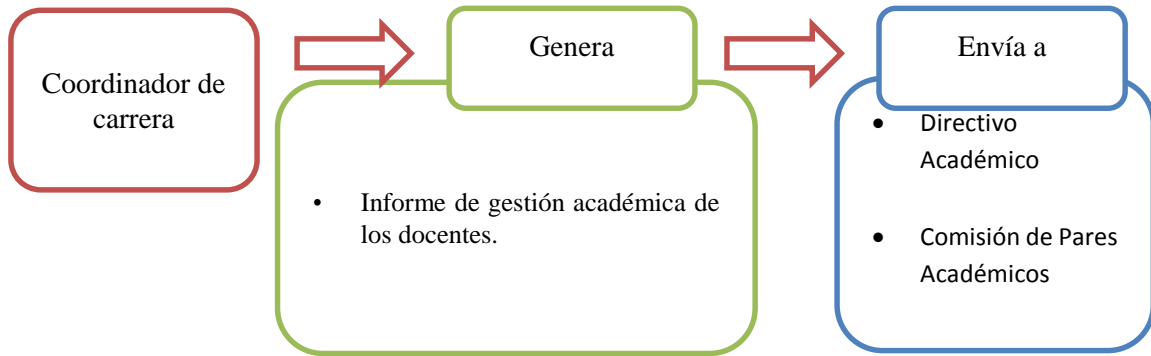 Coordinador de
carrera
Genera
• Informe de gestión académica de
los docentes.
Envía a
• Directivo
Académico
• Comisión de Pares
Académicos